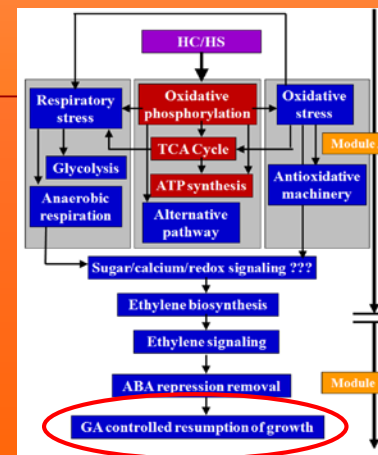 HC/HS
Respiratory
stress
Oxidative
phosphorylation
Oxidative
stress
TCA Cycle
Module
Glycolysis
ATP synthesis
Antioxidative
machinery
Anaerobic
respiration
Alternative
pathway
Sugar/calcium/redox signaling ???
Ethylene biosynthesis
Ethylene signaling
ABA repression removal
Module
GA controlled resumption of growth